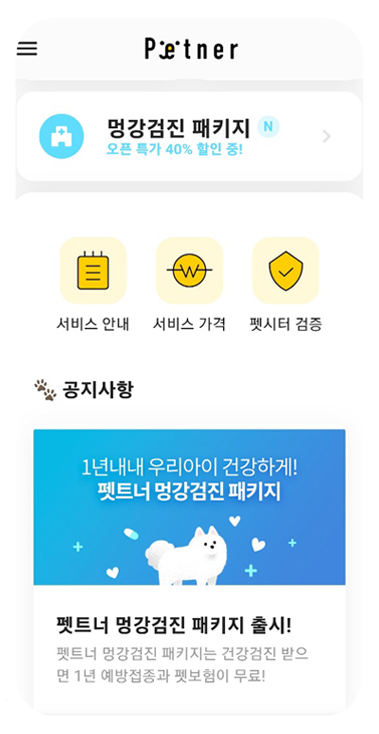 Petner
멍강검진 패키지 N
오픈 특가 40% 할인 중!
서비스 안내
서비스 가격
펫시터 검증
공지사항
1년내내 우리아이 건강하게!
펫트너 멍강검진 패키지
펫트너 멍강검진 패키지 출시!
펫트너 멍강검진 패키지는 건강검진 받으
면 1년 예방접종과 펫보험이 무료!